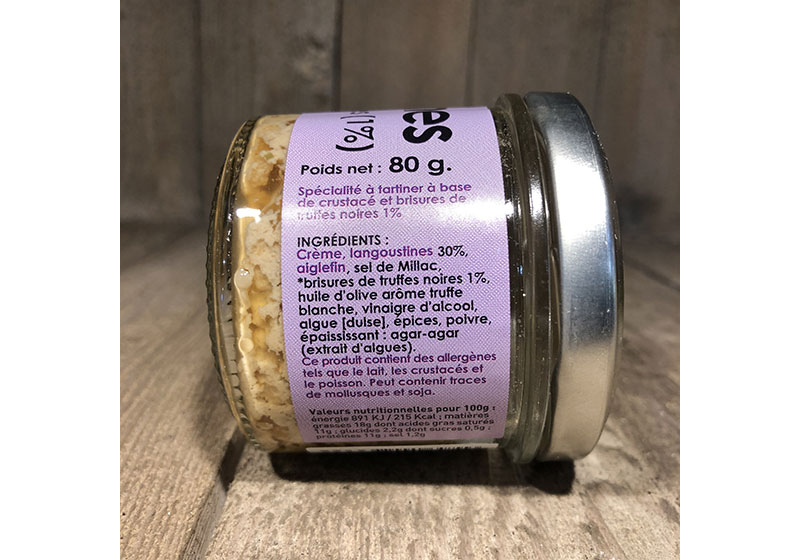 (1%)
Poids net : 80 g.
Spécialité à tartiner à base
de crustacé et brisures de
truffes noires 1%
INGRÉDIENTS :
Crème, langoustines 30%,
aiglefin, sel de Millac,
*brisures de truffes noires 1%,
huile d'olive arôme truffe
blanche, vinaigre d'alcool,
algue [dulse], épices, poivre,
épaississant : agar-agar
(extrait d'algues).
Ce produit contient des allergènes
tels que le lait, les crustacés et
le poisson. Peut contenir traces
de mollusques et soja.
Valeurs nutritionnelles pour 100g :
énergie 891 KJ / 215 Kcal ; matières
grasses 18g dont acides gras saturés
11g ; glucides 2,2g dont sucres 0,5g ;
protéines 11g ; sel 1,2g